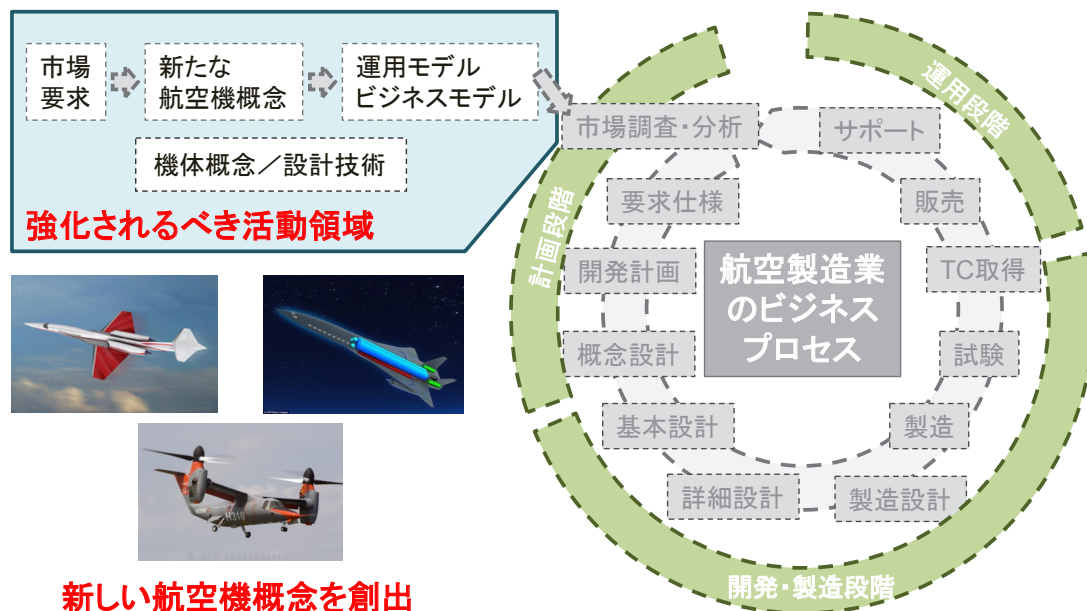 市場
要求
新たな
航空機概念
運用モデル
ビジネスモデル
機体概念／設計技術
強化されるべき活動領域
新しい航空機概念を創出
計画段階
運用段階
開発・製造段階
市場調査・分析
要求仕様
開発計画
概念設計
基本設計
詳細設計
製造設計
製造
試験
TC取得
販売
サポート
航空製造業
のビジネス
プロセス
H310